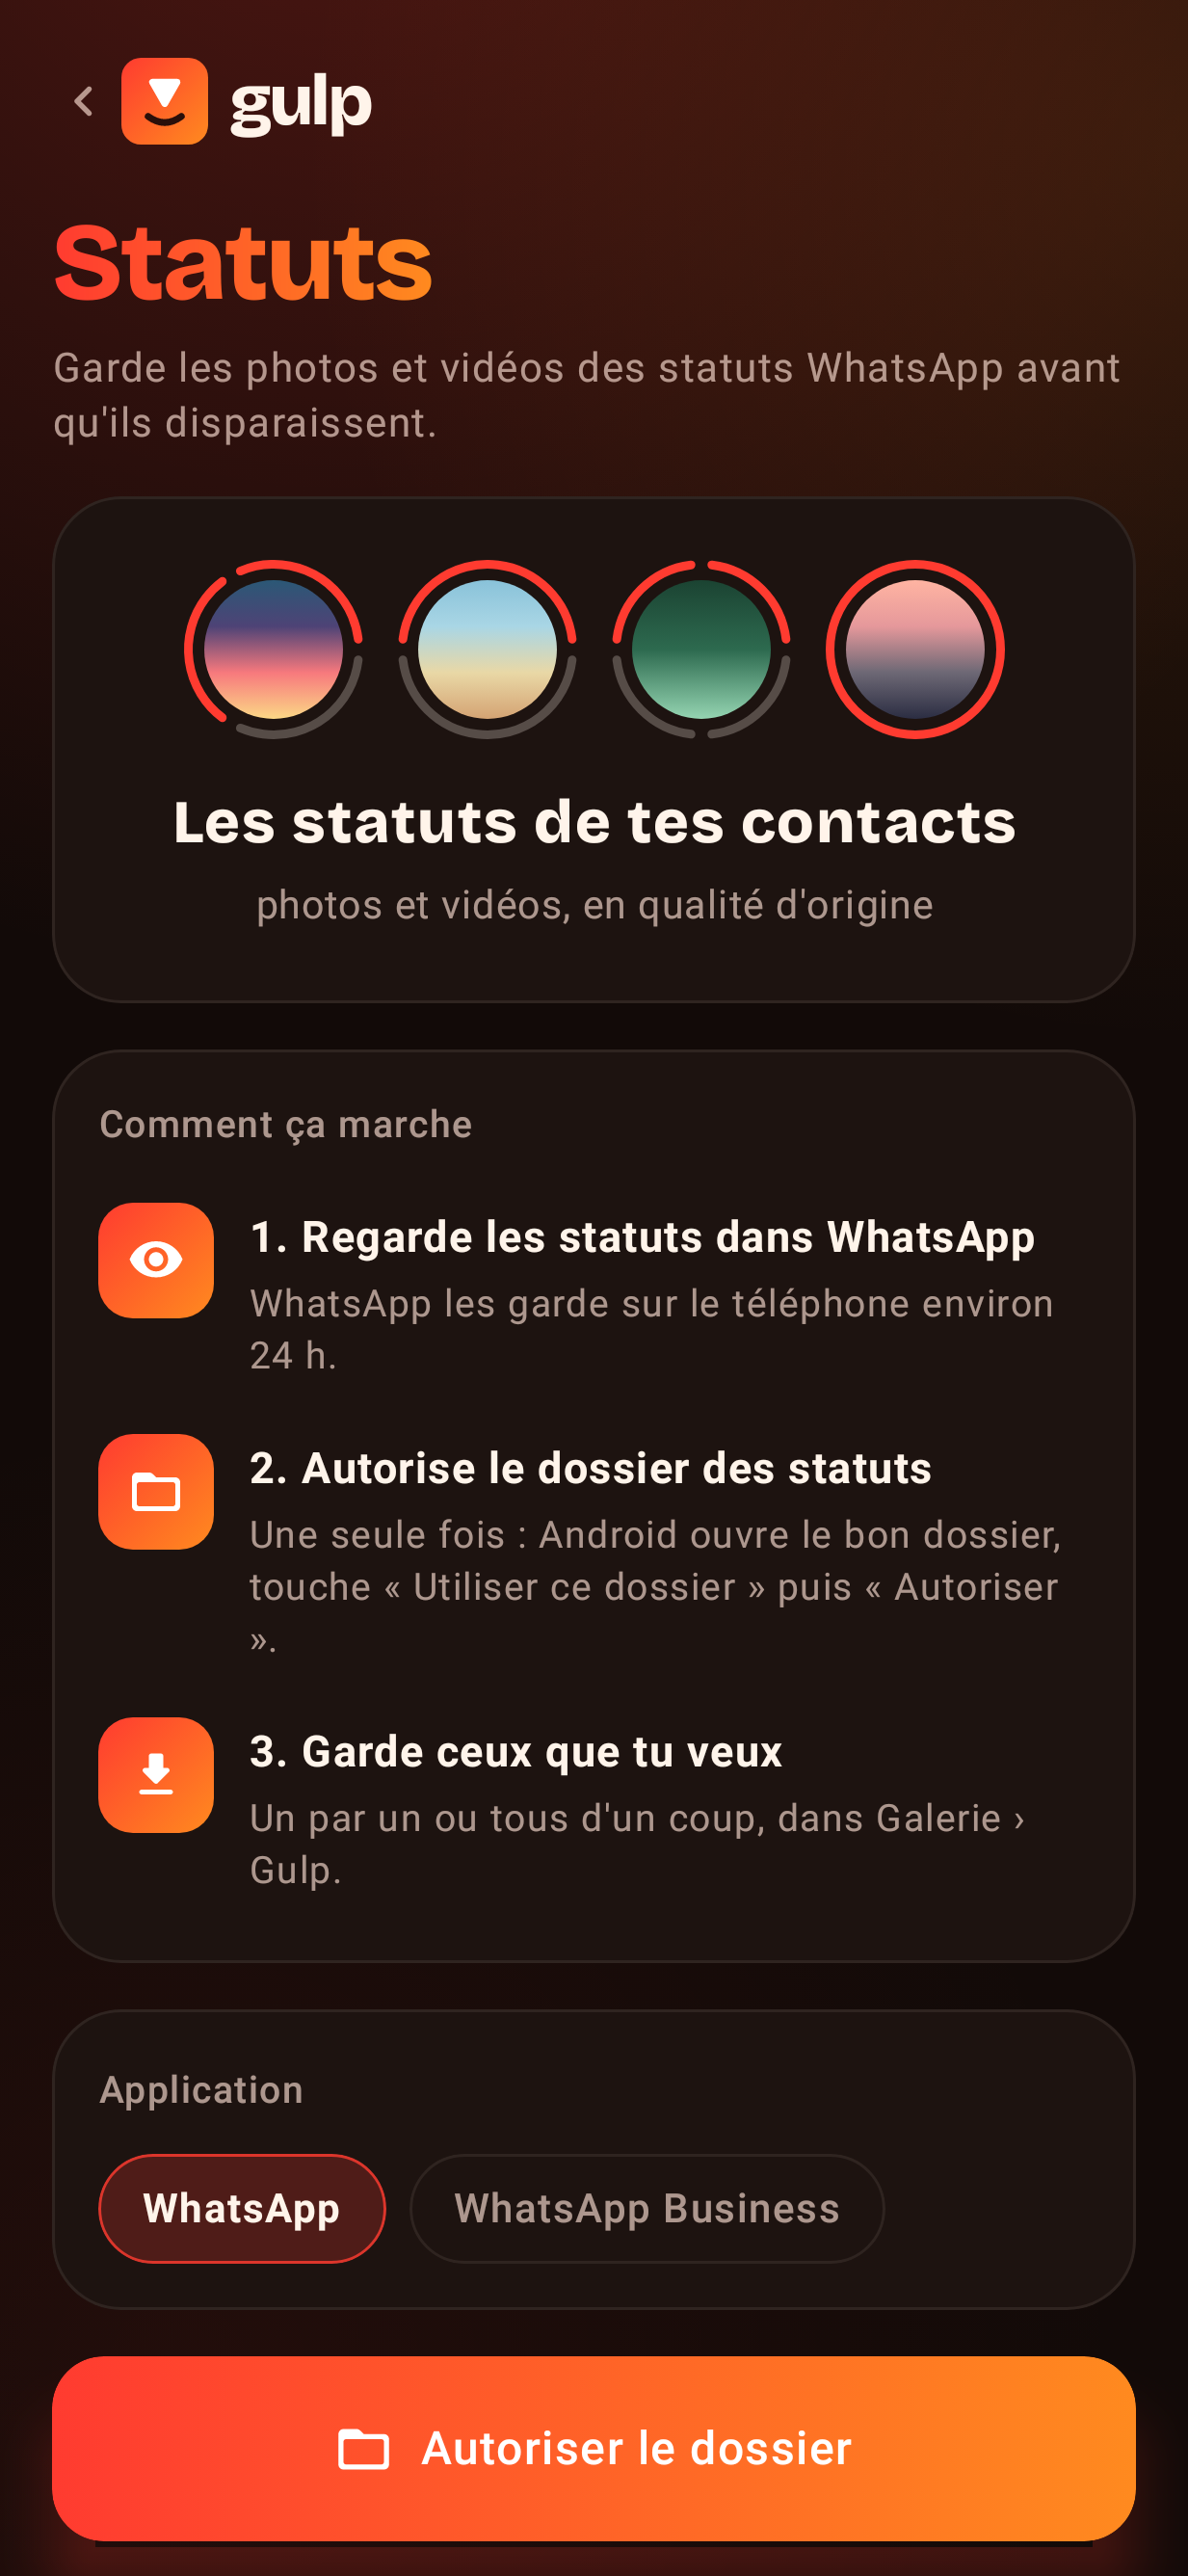 gulp
Statuts
Garde les photos et vidéos des statuts WhatsApp avant
qu'ils disparaissent.
Les statuts de tes contacts
photos et vidéos, en qualité d'origine
Comment ça marche
1. Regarde les statuts dans WhatsApp
WhatsApp les garde sur le téléphone environ
24 h.
2. Autorise le dossier des statuts
Une seule fois : Android ouvre le bon dossier,
touche « Utiliser ce dossier » puis « Autoriser
».
3. Garde ceux que tu veux
Un par un ou tous d'un coup, dans Galerie ›
Gulp.
Application
WhatsApp
WhatsApp Business
Autoriser le dossier